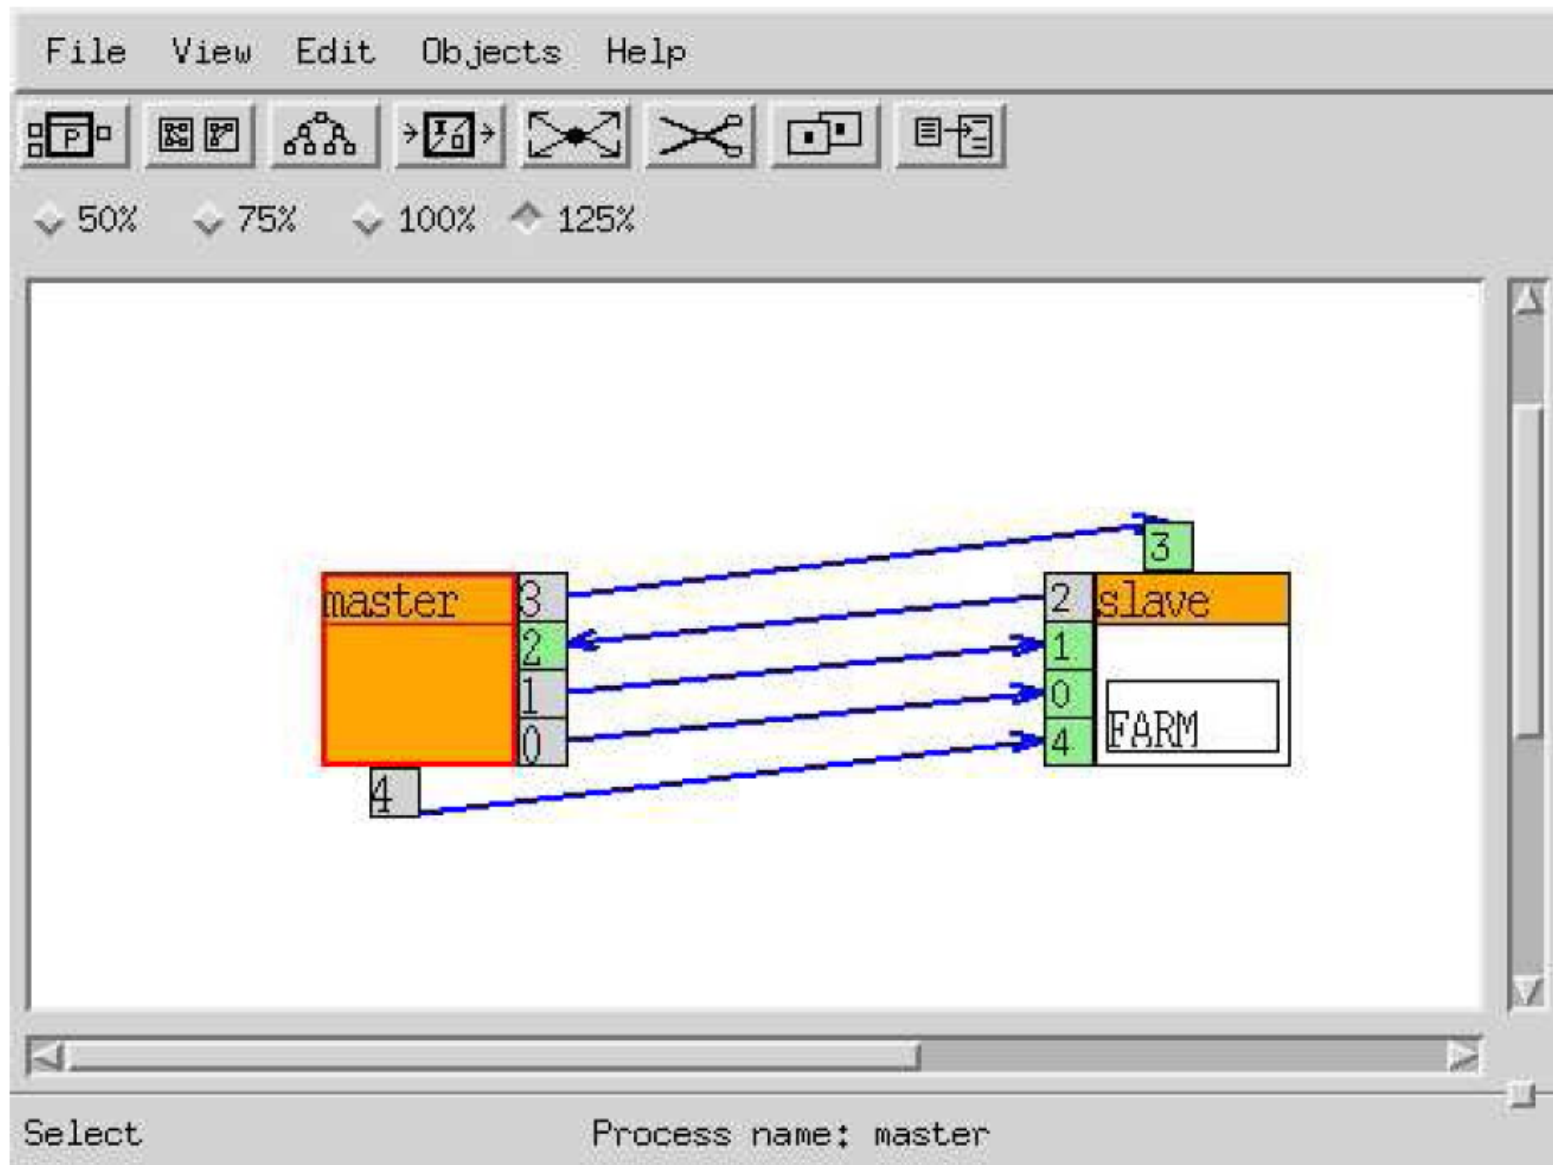 File View Edit Objects Help
P I/O
50% 75% 100% 125%
3
master 3 2 slave
2 1
1 0 FARM
0 4
4
Select Process name: master